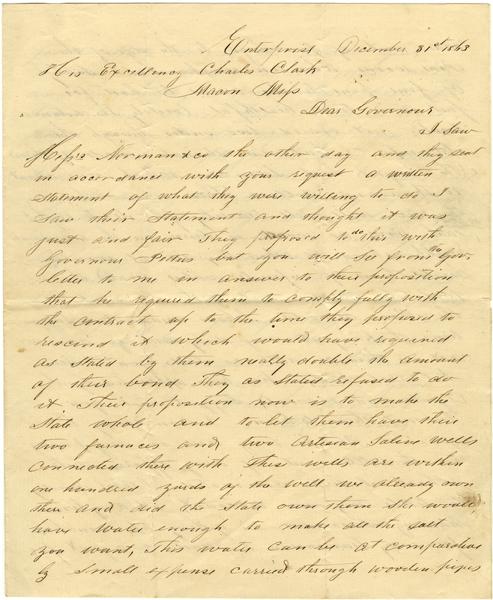 Enterprise December 31st 1863
His Excellency Charles Clark
Macon Miss
Dear Governour
I Saw
Messrs Norman & co the other day and they sent
in accordance with your request a written
Statement of what they were willing to do I
Saw their Statement and thought it was
just and fair They proposed to do this with
Governour Pettus but you will See from the Gov.
letter to me in answer to their proposition
that he required them to comply fully with
the contract up to the time they proposed to
rescind it which would have required
as Stated by them nearly double the amount
of their bond They as Stated refused to do
it Their proposition now is to make the
State whole and to let them have their
two furnaces and two Artesian Saline wells
Connected there with These wells are within
one hundred yards of the well we already own
there and did the State own them She would
have Water enough to make all the salt
you want, This water can be at comparative
ly Small expense carried through wooden pipes